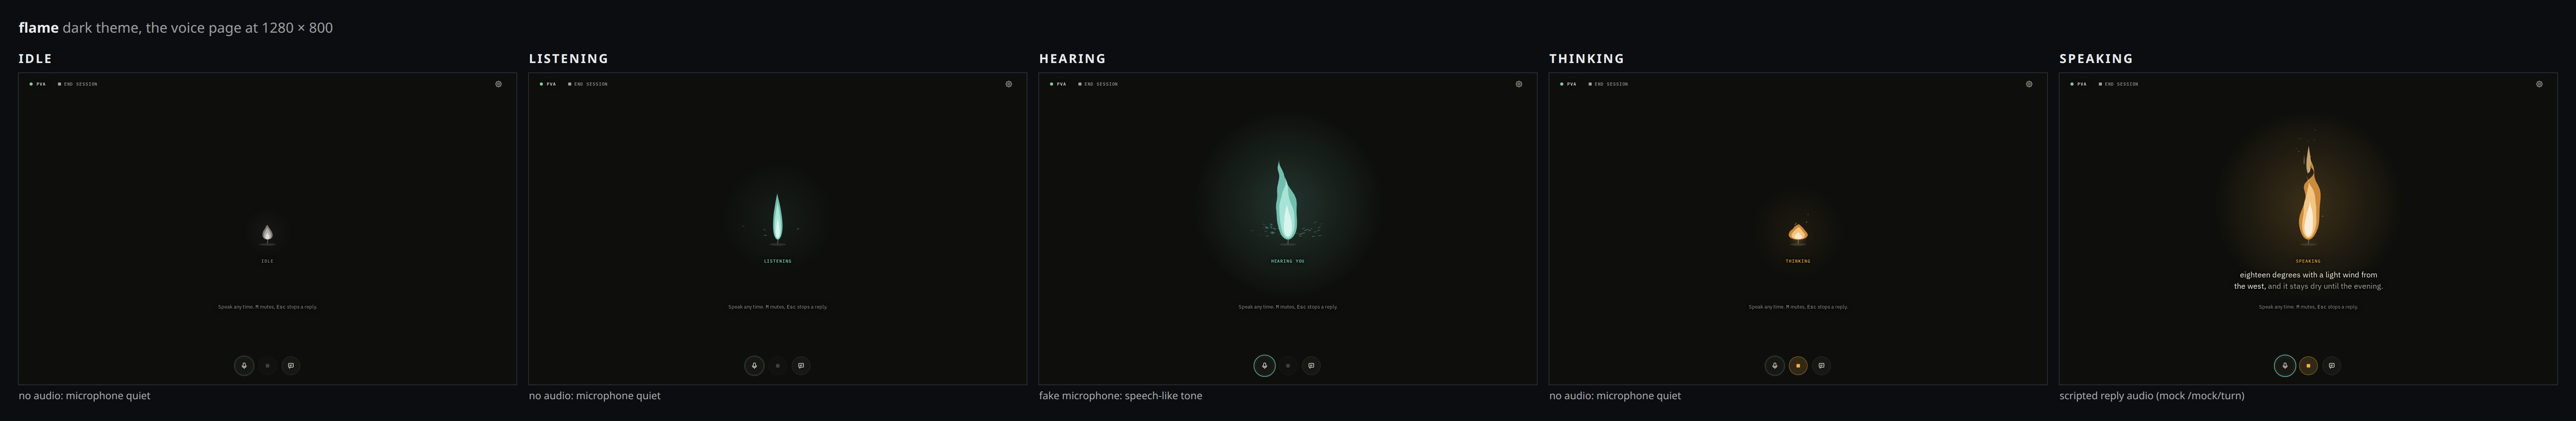 flame dark theme, the voice page at 1280 × 800
IDLE
PVA
END SESSION
IDLE
Speak any time. M mutes, Esc stops a reply.
no audio: microphone quiet
LISTENING
PVA
END SESSION
LISTENING
Speak any time. M mutes, Esc stops a reply.
no audio: microphone quiet
HEARING
PVA
END SESSION
HEARING YOU
Speak any time. M mutes, Esc stops a reply.
fake microphone: speech-like tone
THINKING
PVA
END SESSION
THINKING
Speak any time. M mutes, Esc stops a reply.
no audio: microphone quiet
SPEAKING
PVA
END SESSION
SPEAKING
eighteen degrees with a light wind from
the west, and it stays dry until the evening.
Speak any time. M mutes, Esc stops a reply.
scripted reply audio (mock /mock/turn)